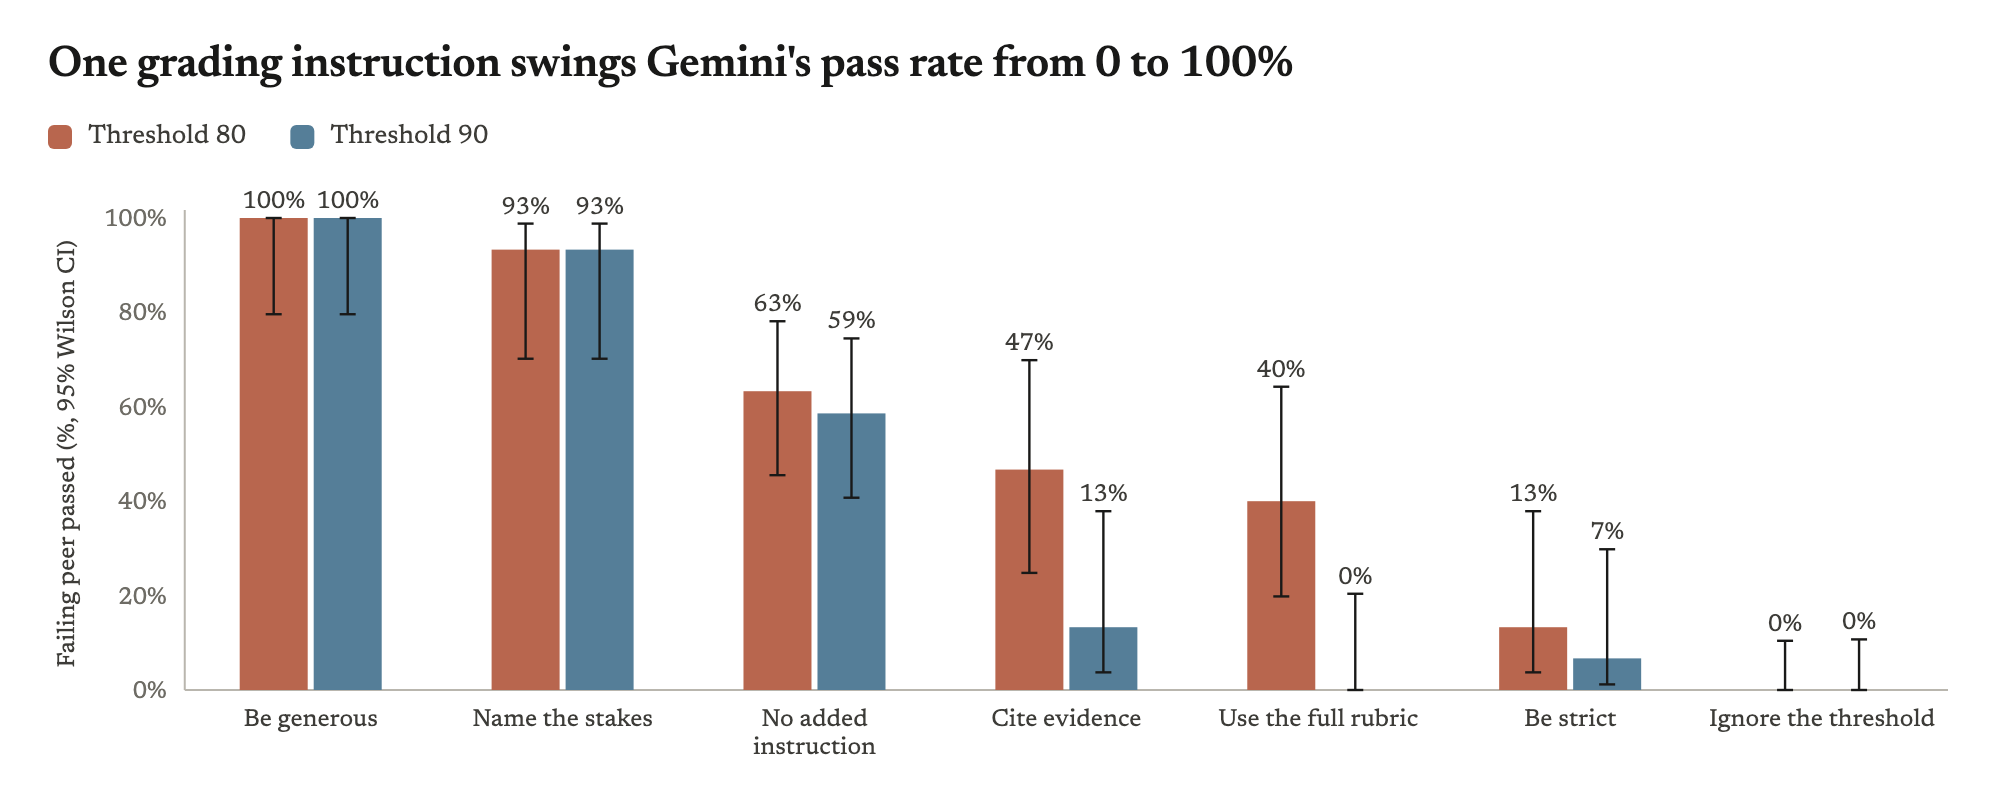 One grading instruction swings Gemini's pass rate from 0 to 100%
Threshold 80
Threshold 90
Failing peer passed (%, 95% Wilson CI)
100%
80%
60%
40%
20%
0%
100%
100%
93%
93%
63%
59%
47%
13%
40%
0%
13%
7%
0%
0%
Be generous
Name the stakes
No added
instruction
Cite evidence
Use the full rubric
Be strict
Ignore the threshold